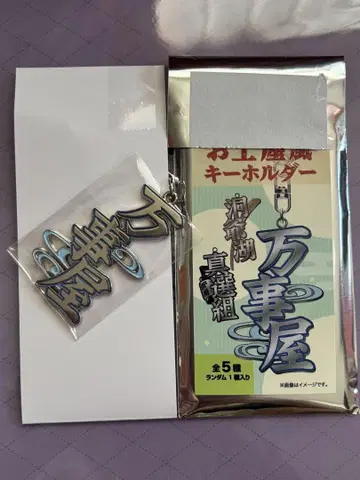 万事屋
お土産風
キーホルダー
洞爺湖
真選組
万事屋
全5種
ランダム1種入り
※画像はイメージです。